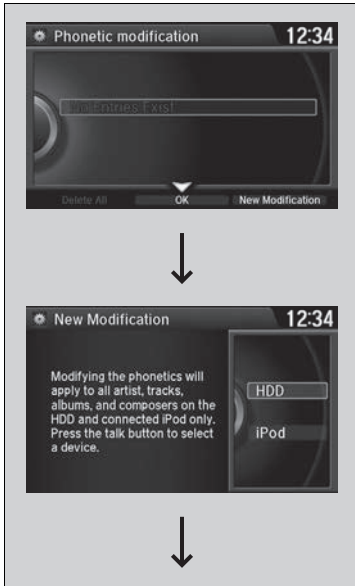 Phonetic modification 12:34
No Entries Exist
Delete All OK New Modification
New Modification 12:34
Modifying the phonetics will
apply to all artist, tracks,
albums, and composers on the
HDD and connected iPod only.
Press the talk button to select
a device.
HDD
iPod